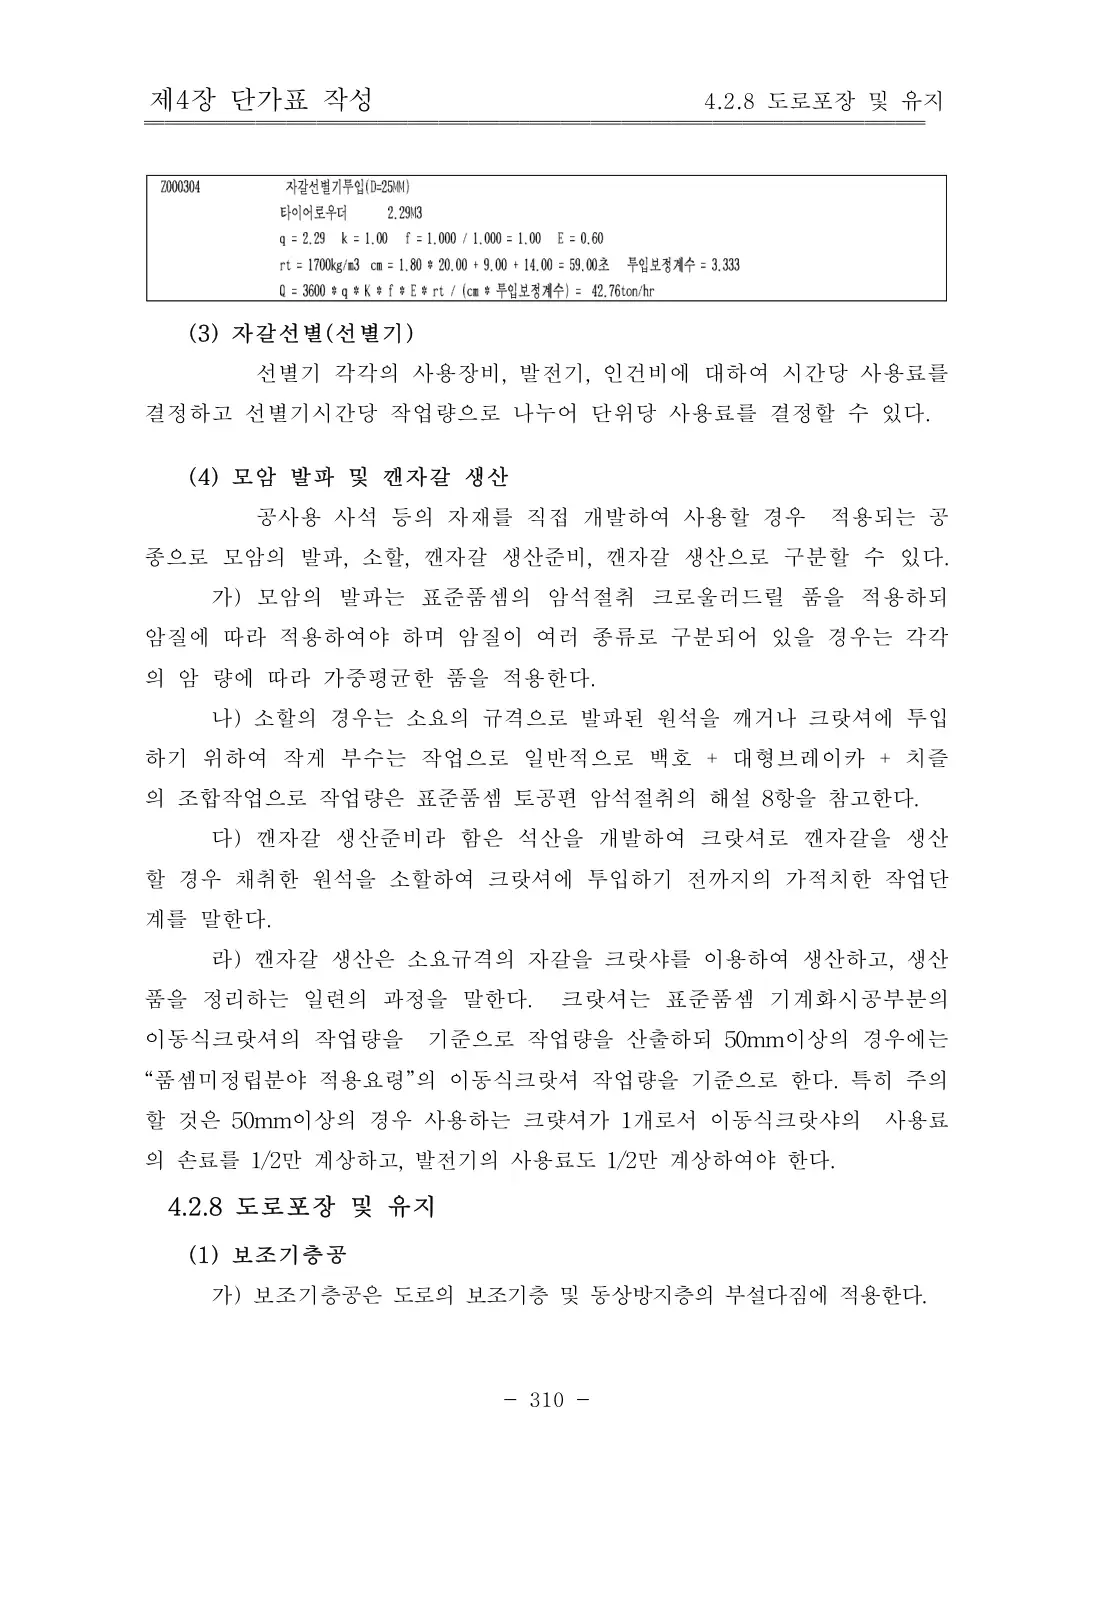 제4장 단가표 작성 4.2.8 도로포장 및 유지
Z000304 자갈선별기투입(D=25MM)
타이어로우더 2.29M3
q = 2.29 k = 1.00 f = 1.000 / 1.000 = 1.00 E = 0.60
rt = 1700kg/m3 cm = 1.80 * 20.00 + 9.00 + 14.00 = 59.00초 투입보정계수 = 3.333
Q = 3600 * q * K * f * E * rt / (cm * 투입보정계수) = 42.76ton/hr
(3) 자갈선별(선별기)
선별기 각각의 사용장비, 발전기, 인건비에 대하여 시간당 사용료를
결정하고 선별기시간당 작업량으로 나누어 단위당 사용료를 결정할 수 있다.
(4) 모암 발파 및 깬자갈 생산
공사용 사석 등의 자재를 직접 개발하여 사용할 경우 적용되는 공
종으로 모암의 발파, 소할, 깬자갈 생산준비, 깬자갈 생산으로 구분할 수 있다.
가) 모암의 발파는 표준품셈의 암석절취 크로울러드릴 품을 적용하되
암질에 따라 적용하여야 하며 암질이 여러 종류로 구분되어 있을 경우는 각각
의 암 량에 따라 가중평균한 품을 적용한다.
나) 소할의 경우는 소요의 규격으로 발파된 원석을 깨거나 크랏셔에 투입
하기 위하여 작게 부수는 작업으로 일반적으로 백호 + 대형브레이카 + 치즐
의 조합작업으로 작업량은 표준품셈 토공편 암석절취의 해설 8항을 참고한다.
다) 깬자갈 생산준비라 함은 석산을 개발하여 크랏셔로 깬자갈을 생산
할 경우 채취한 원석을 소할하여 크랏셔에 투입하기 전까지의 가적치한 작업단
계를 말한다.
라) 깬자갈 생산은 소요규격의 자갈을 크랏샤를 이용하여 생산하고, 생산
품을 정리하는 일련의 과정을 말한다. 크랏셔는 표준품셈 기계화시공부분의
이동식크랏셔의 작업량을 기준으로 작업량을 산출하되 50mm이상의 경우에는
“품셈미정립분야 적용요령”의 이동식크랏셔 작업량을 기준으로 한다. 특히 주의
할 것은 50mm이상의 경우 사용하는 크럇셔가 1개로서 이동식크랏샤의 사용료
의 손료를 1/2만 계상하고, 발전기의 사용료도 1/2만 계상하여야 한다.
4.2.8 도로포장 및 유지
(1) 보조기층공
가) 보조기층공은 도로의 보조기층 및 동상방지층의 부설다짐에 적용한다.
- 310 -